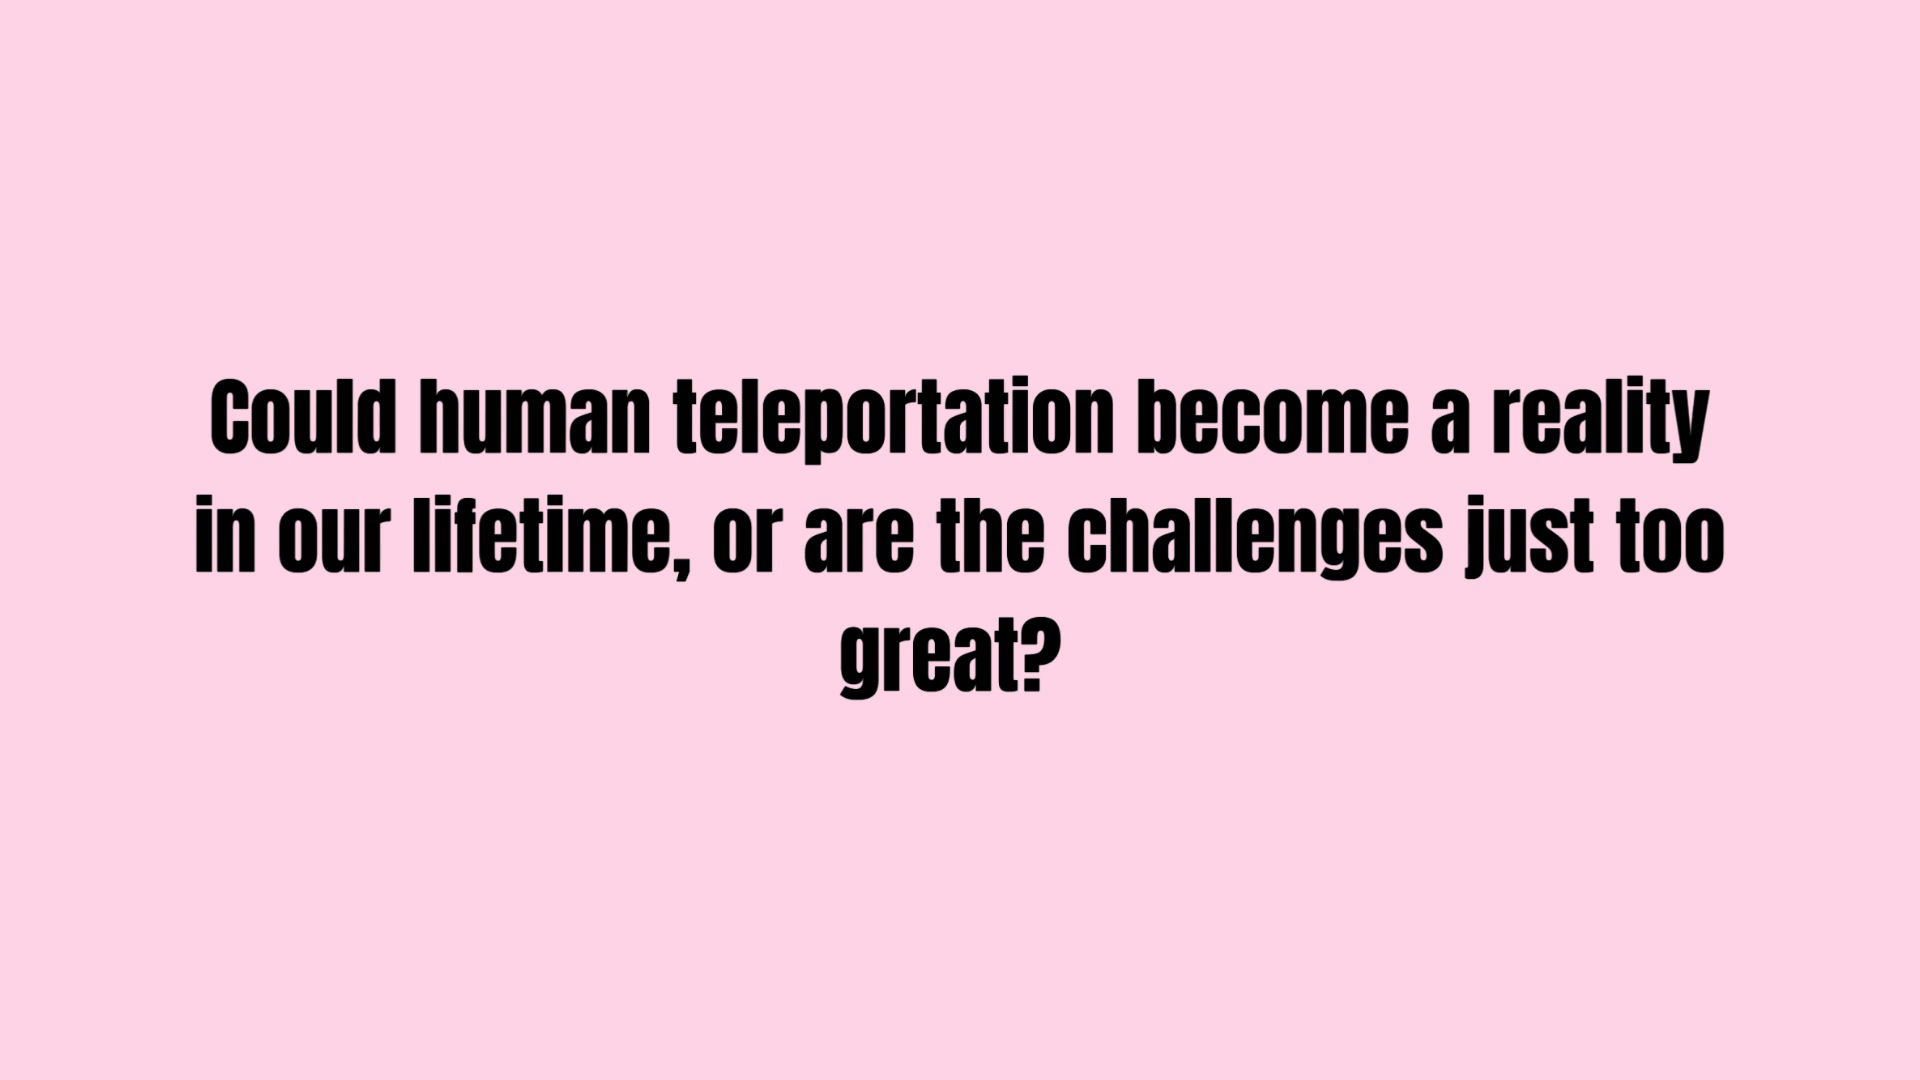 Could human teleportation become a reality
in our lifetime, or are the challenges just too
great?